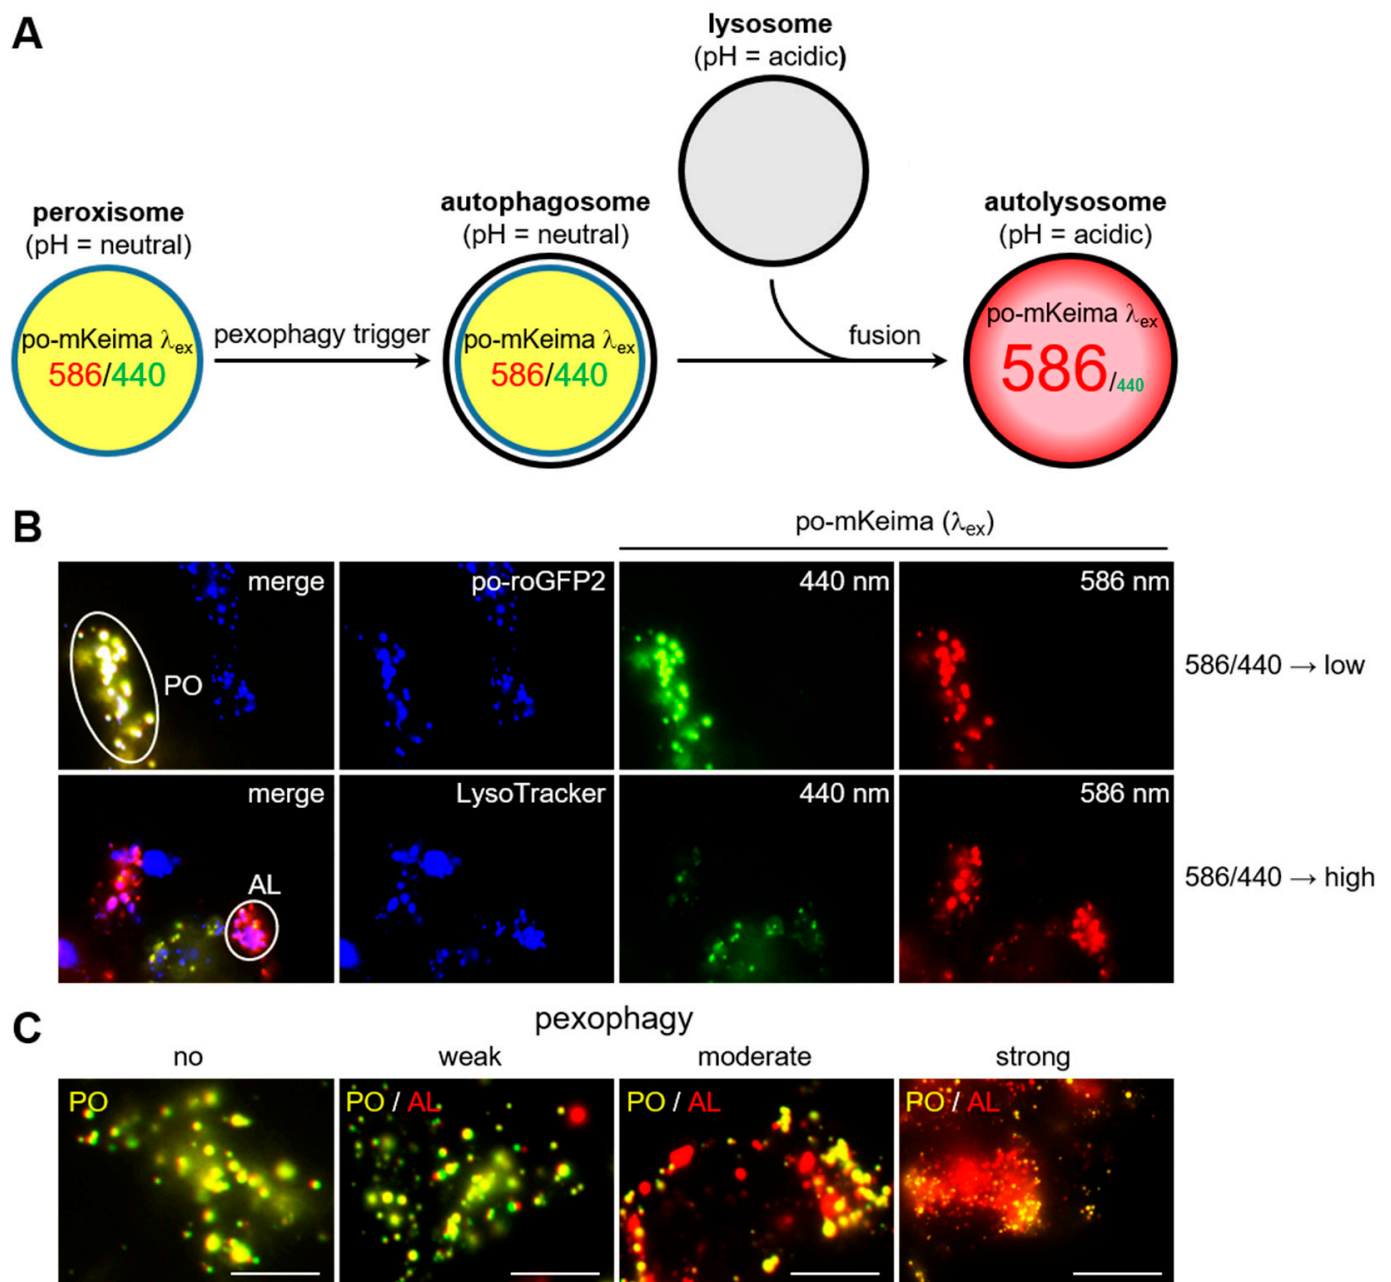 A
lysosome
(pH = acidic)
peroxisome
(pH = neutral)
autophagosome
(pH = neutral)
autolysosome
(pH = acidic)
po-mKeima λex
586/440
pexophagy trigger
po-mKeima λex
586/440
fusion
po-mKeima λex
586/440
B
po-mKeima (λex)
merge
po-roGFP2
440 nm
586 nm
PO
586/440 → low
merge
LysoTracker
440 nm
586 nm
AL
586/440 → high
C
pexophagy
no
weak
moderate
strong
PO
PO / AL
PO / AL
PO / AL